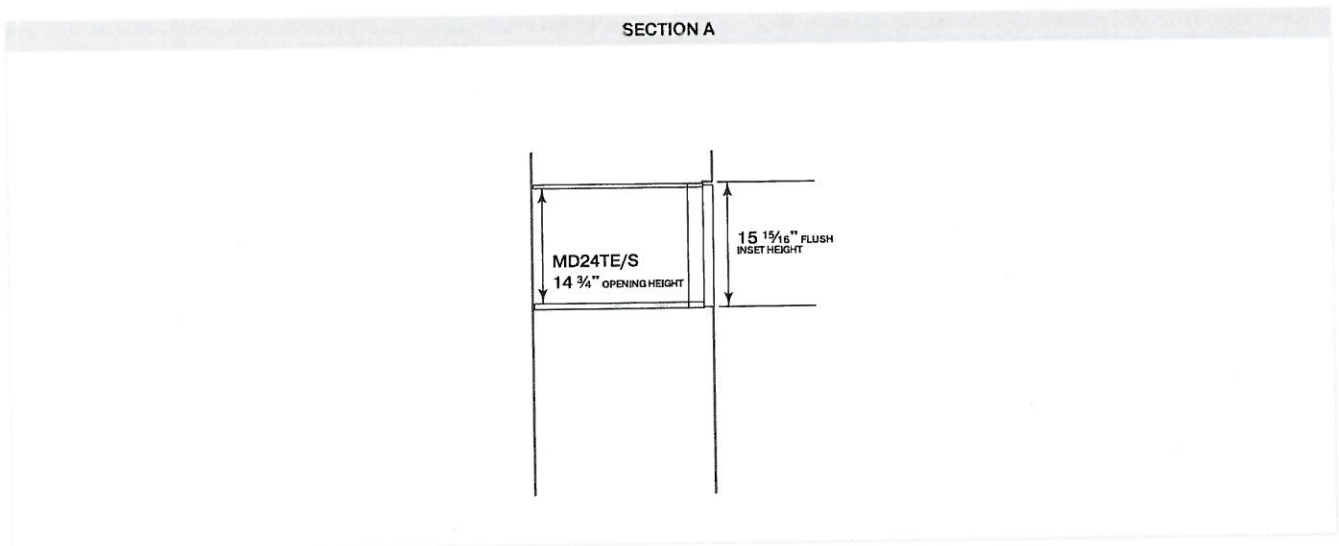 SECTION A
MD24TE/S
14 ¾" OPENING HEIGHT
15 ¹⁵⁄₁₆" FLUSH
INSET HEIGHT